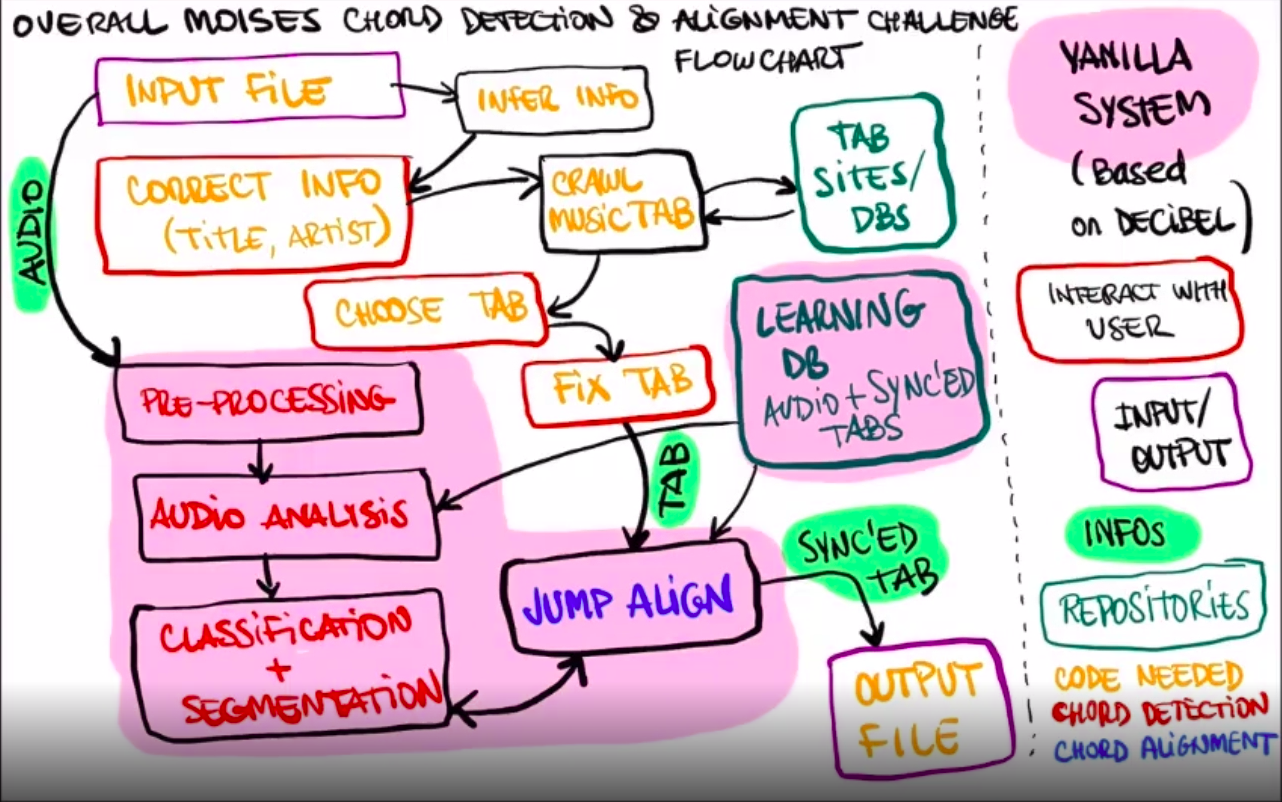 OVERALL MOISES CHORD DETECTION & ALIGNMENT CHALLENGE
FLOWCHART
INPUT FILE
INFER INFO
CORRECT INFO
(TITLE, ARTIST)
CRAWL
MUSIC TAB
TAB
SITES/
DBS
AUDIO
CHOOSE TAB
FIX TAB
LEARNING
DB
AUDIO + SYNC'ED
TABS
PRE-PROCESSING
AUDIO ANALYSIS
CLASSIFICATION
+
SEGMENTATION
TAB
JUMP ALIGN
SYNC'ED
TAB
OUTPUT
FILE
VANILLA
SYSTEM
(Based
on DECIBEL)
INTERACT WITH
USER
INPUT/
OUTPUT
INFOS
REPOSITORIES
CODE NEEDED
CHORD DETECTION
CHORD ALIGNMENT